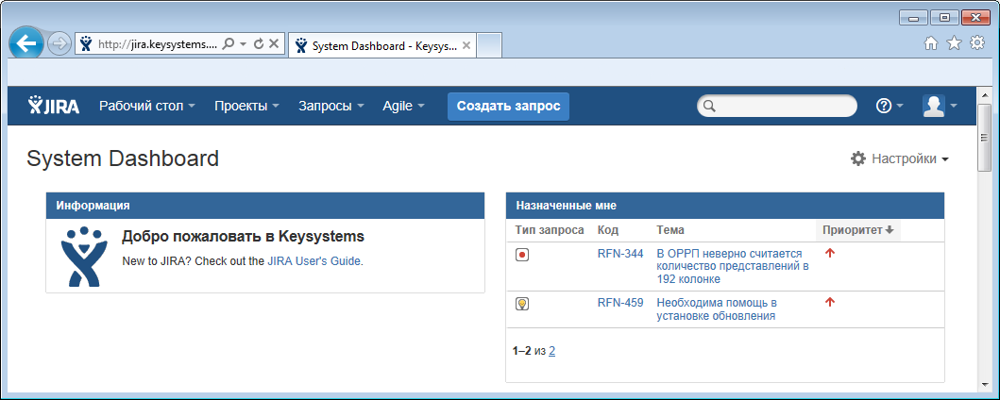 http://jira.keysystems....
System Dashboard - Keysys...
JIRA Рабочий стол Проекты Запросы Agile Создать запрос
System Dashboard
Настройки
Информация
Добро пожаловать в Keysystems
New to JIRA? Check out the JIRA User's Guide.
Назначенные мне
Тип запроса Код Тема Приоритет
RFN-344 В ОРРП неверно считается
количество представлений в
192 колонке
RFN-459 Необходима помощь в
установке обновления
1–2 из 2